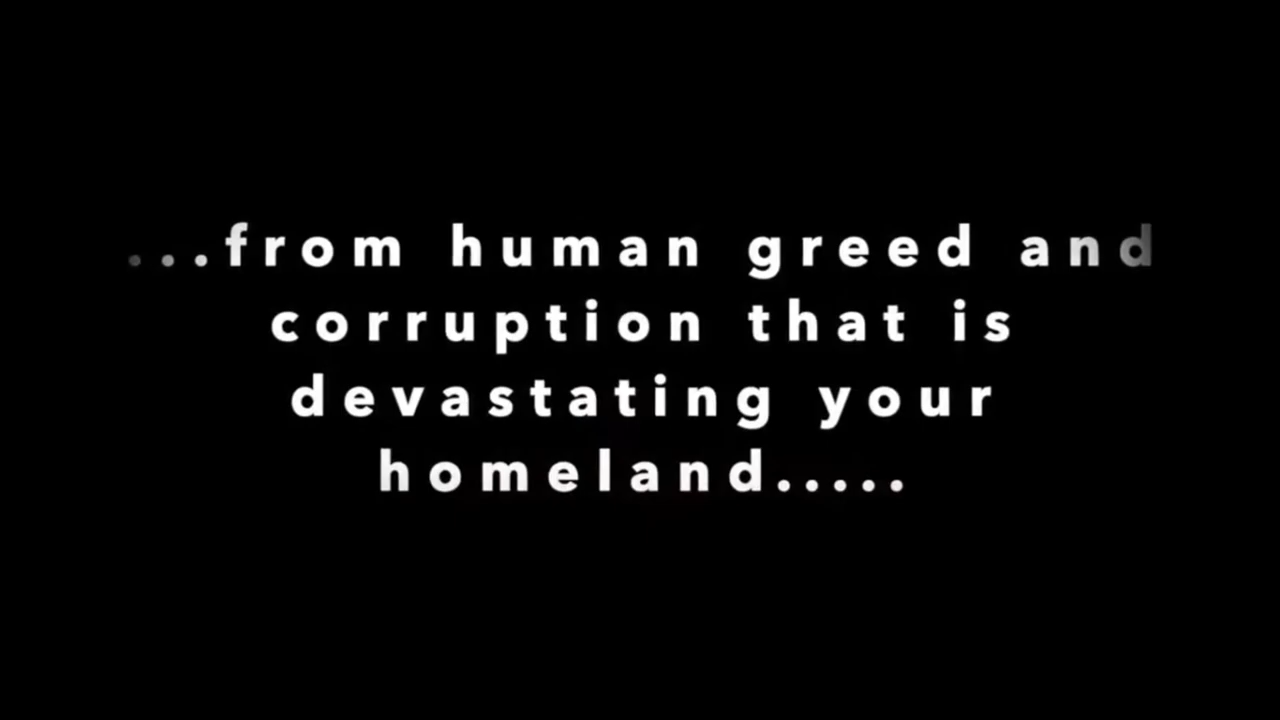 ...from human greed and
corruption that is
devastating your
homeland.....